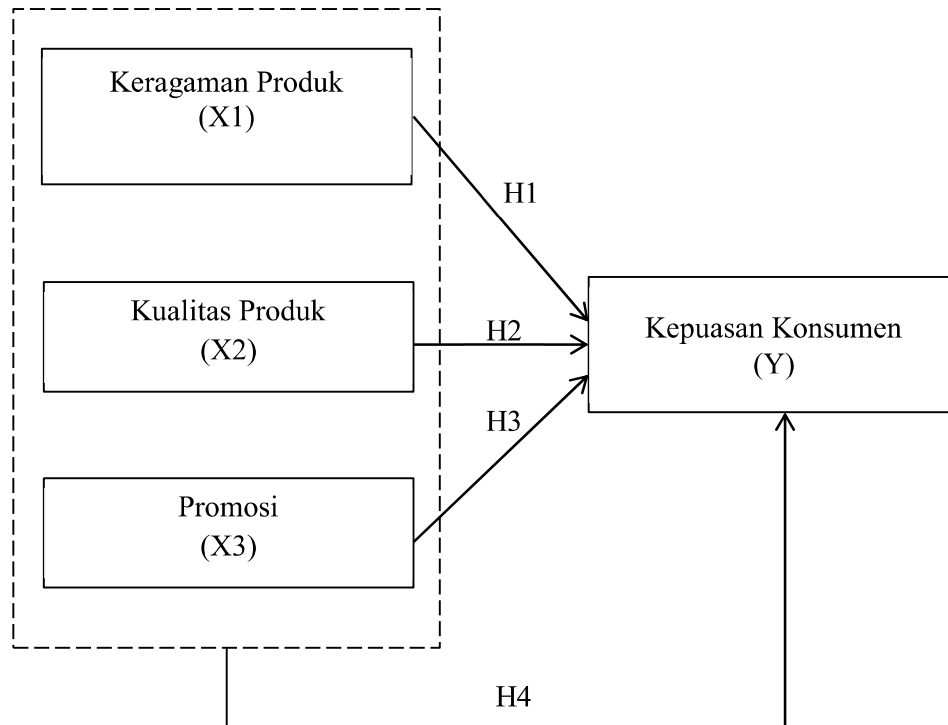 Keragaman Produk
(X1)
H1
Kualitas Produk
(X2)
H2
Kepuasan Konsumen
(Y)
H3
Promosi
(X3)
H4